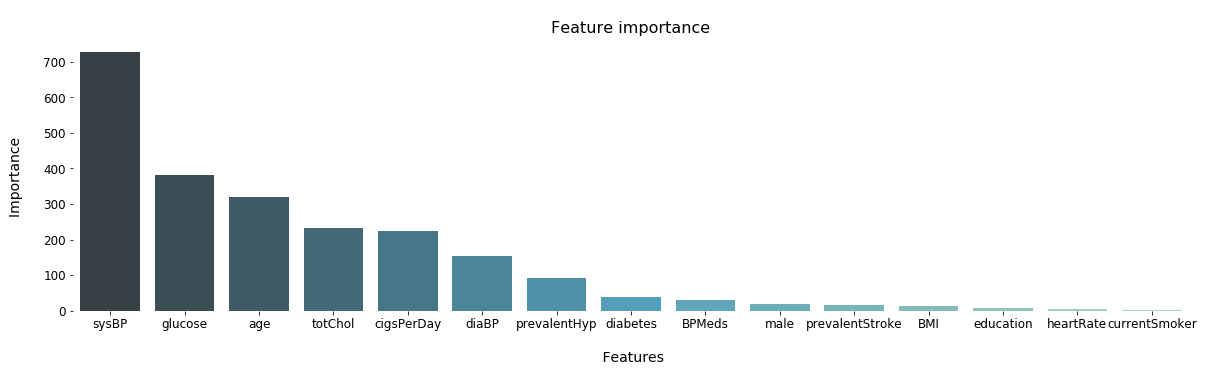 Feature importance
Importance
700
600
500
400
300
200
100
0
sysBP glucose age totChol cigsPerDay diaBP prevalentHyp diabetes BPMeds male prevalentStroke BMI education heartRate currentSmoker
Features